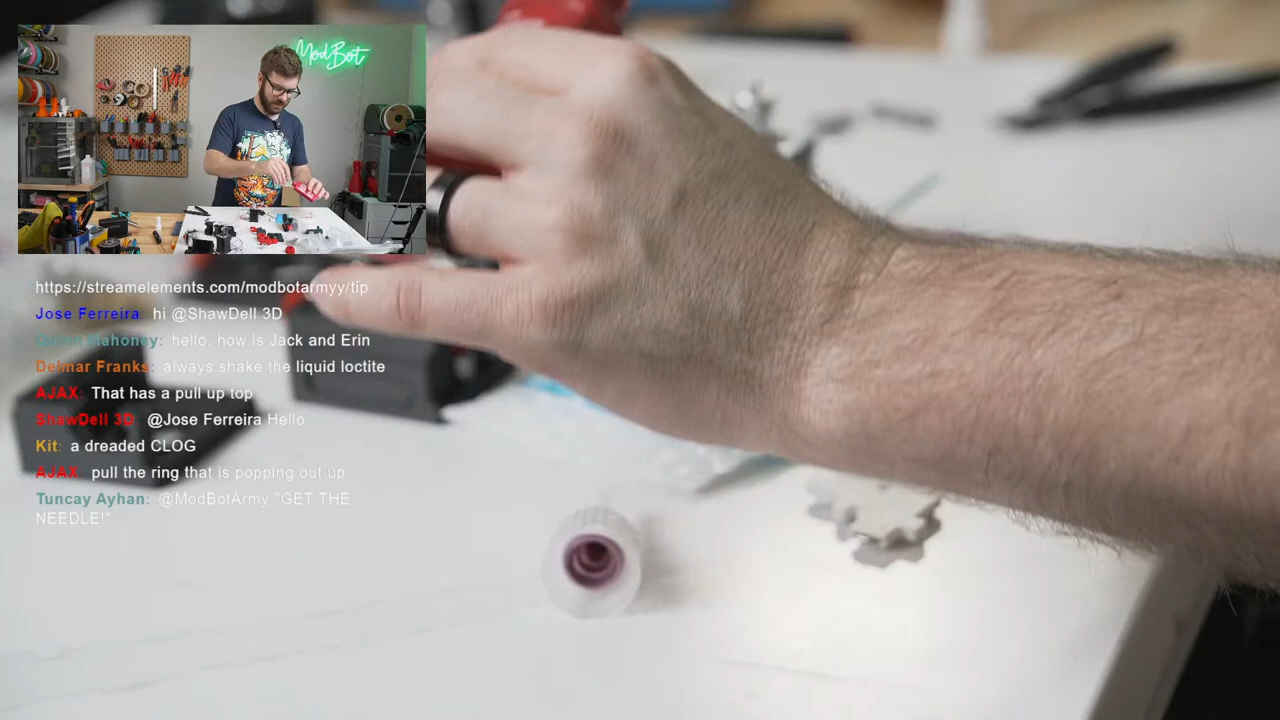 ModBot
https://streamelements.com/modbotarmyy/tip
Jose Ferreira: hi @ShawDell 3D
Mahoney: hello, how is Jack and Erin
Delmar Franks: always shake the liquid loctite
AJAX: That has a pull up top
ShawDell 3D: @Jose Ferreira Hello
Kit: a dreaded CLOG
AJAX: pull the ring that is popping out up
Tuncay Ayhan: @ModBotArmy "GET THE
NEEDLE!"